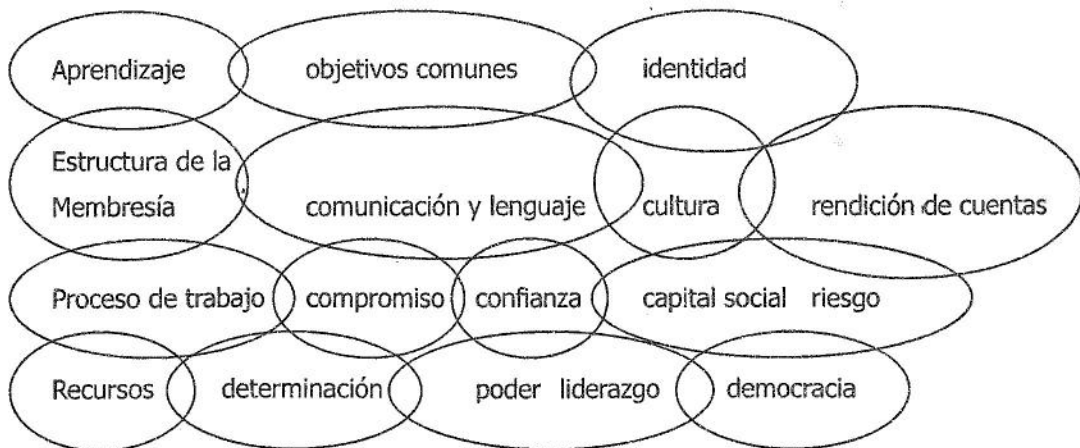 Aprendizaje objetivos comunes identidad
Estructura de la
Membresía comunicación y lenguaje cultura rendición de cuentas
Proceso de trabajo compromiso confianza capital social riesgo
Recursos determinación poder liderazgo democracia